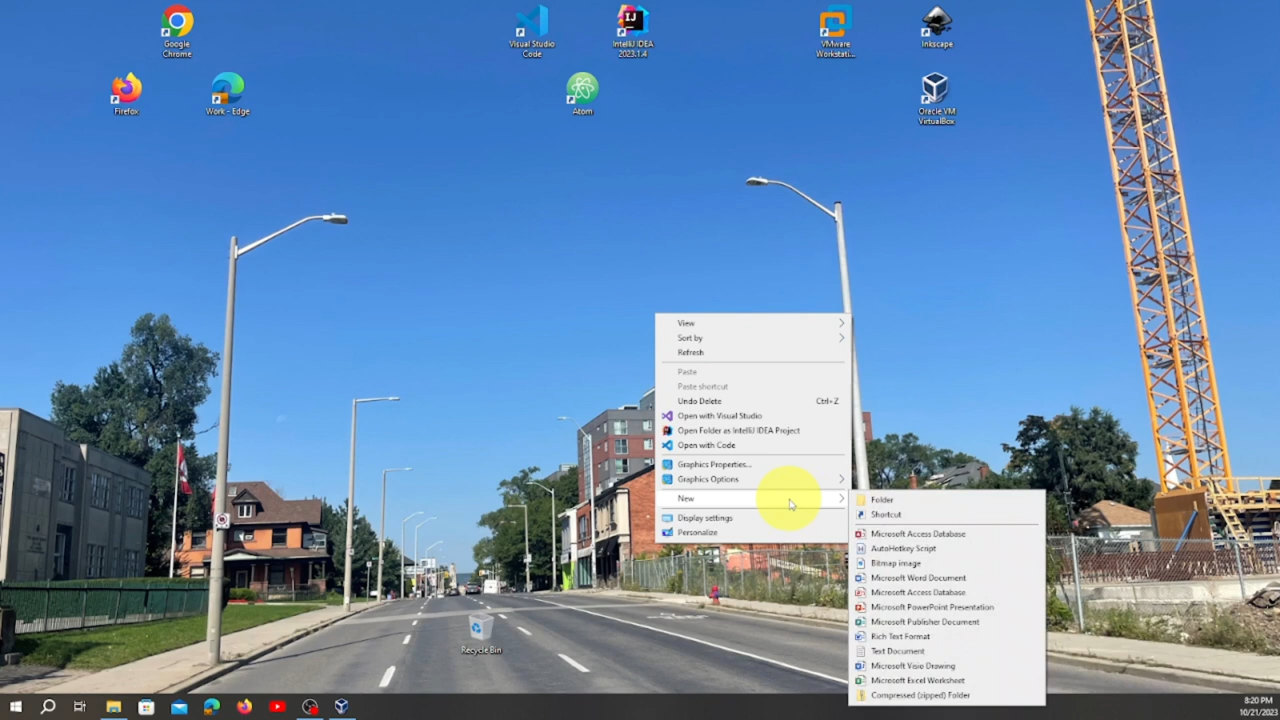 Google
Chrome
Visual Studio
Code
IntelliJ IDEA
2023.1.4
VMware
Workstati...
Inkscape
Firefox
Work - Edge
Atom
Oracle VM
VirtualBox
View
Sort by
Refresh
Paste
Paste shortcut
Undo Delete Ctrl+Z
Open with Visual Studio
Open Folder as IntelliJ IDEA Project
Open with Code
Graphics Properties...
Graphics Options
New
Display settings
Personalize
Folder
Shortcut
Microsoft Access Database
AutoHotkey Script
Bitmap image
Microsoft Word Document
Microsoft Access Database
Microsoft PowerPoint Presentation
Microsoft Publisher Document
Rich Text Format
Text Document
Microsoft Visio Drawing
Microsoft Excel Worksheet
Compressed (zipped) Folder
Recycle Bin
8:20 PM
10/21/2023